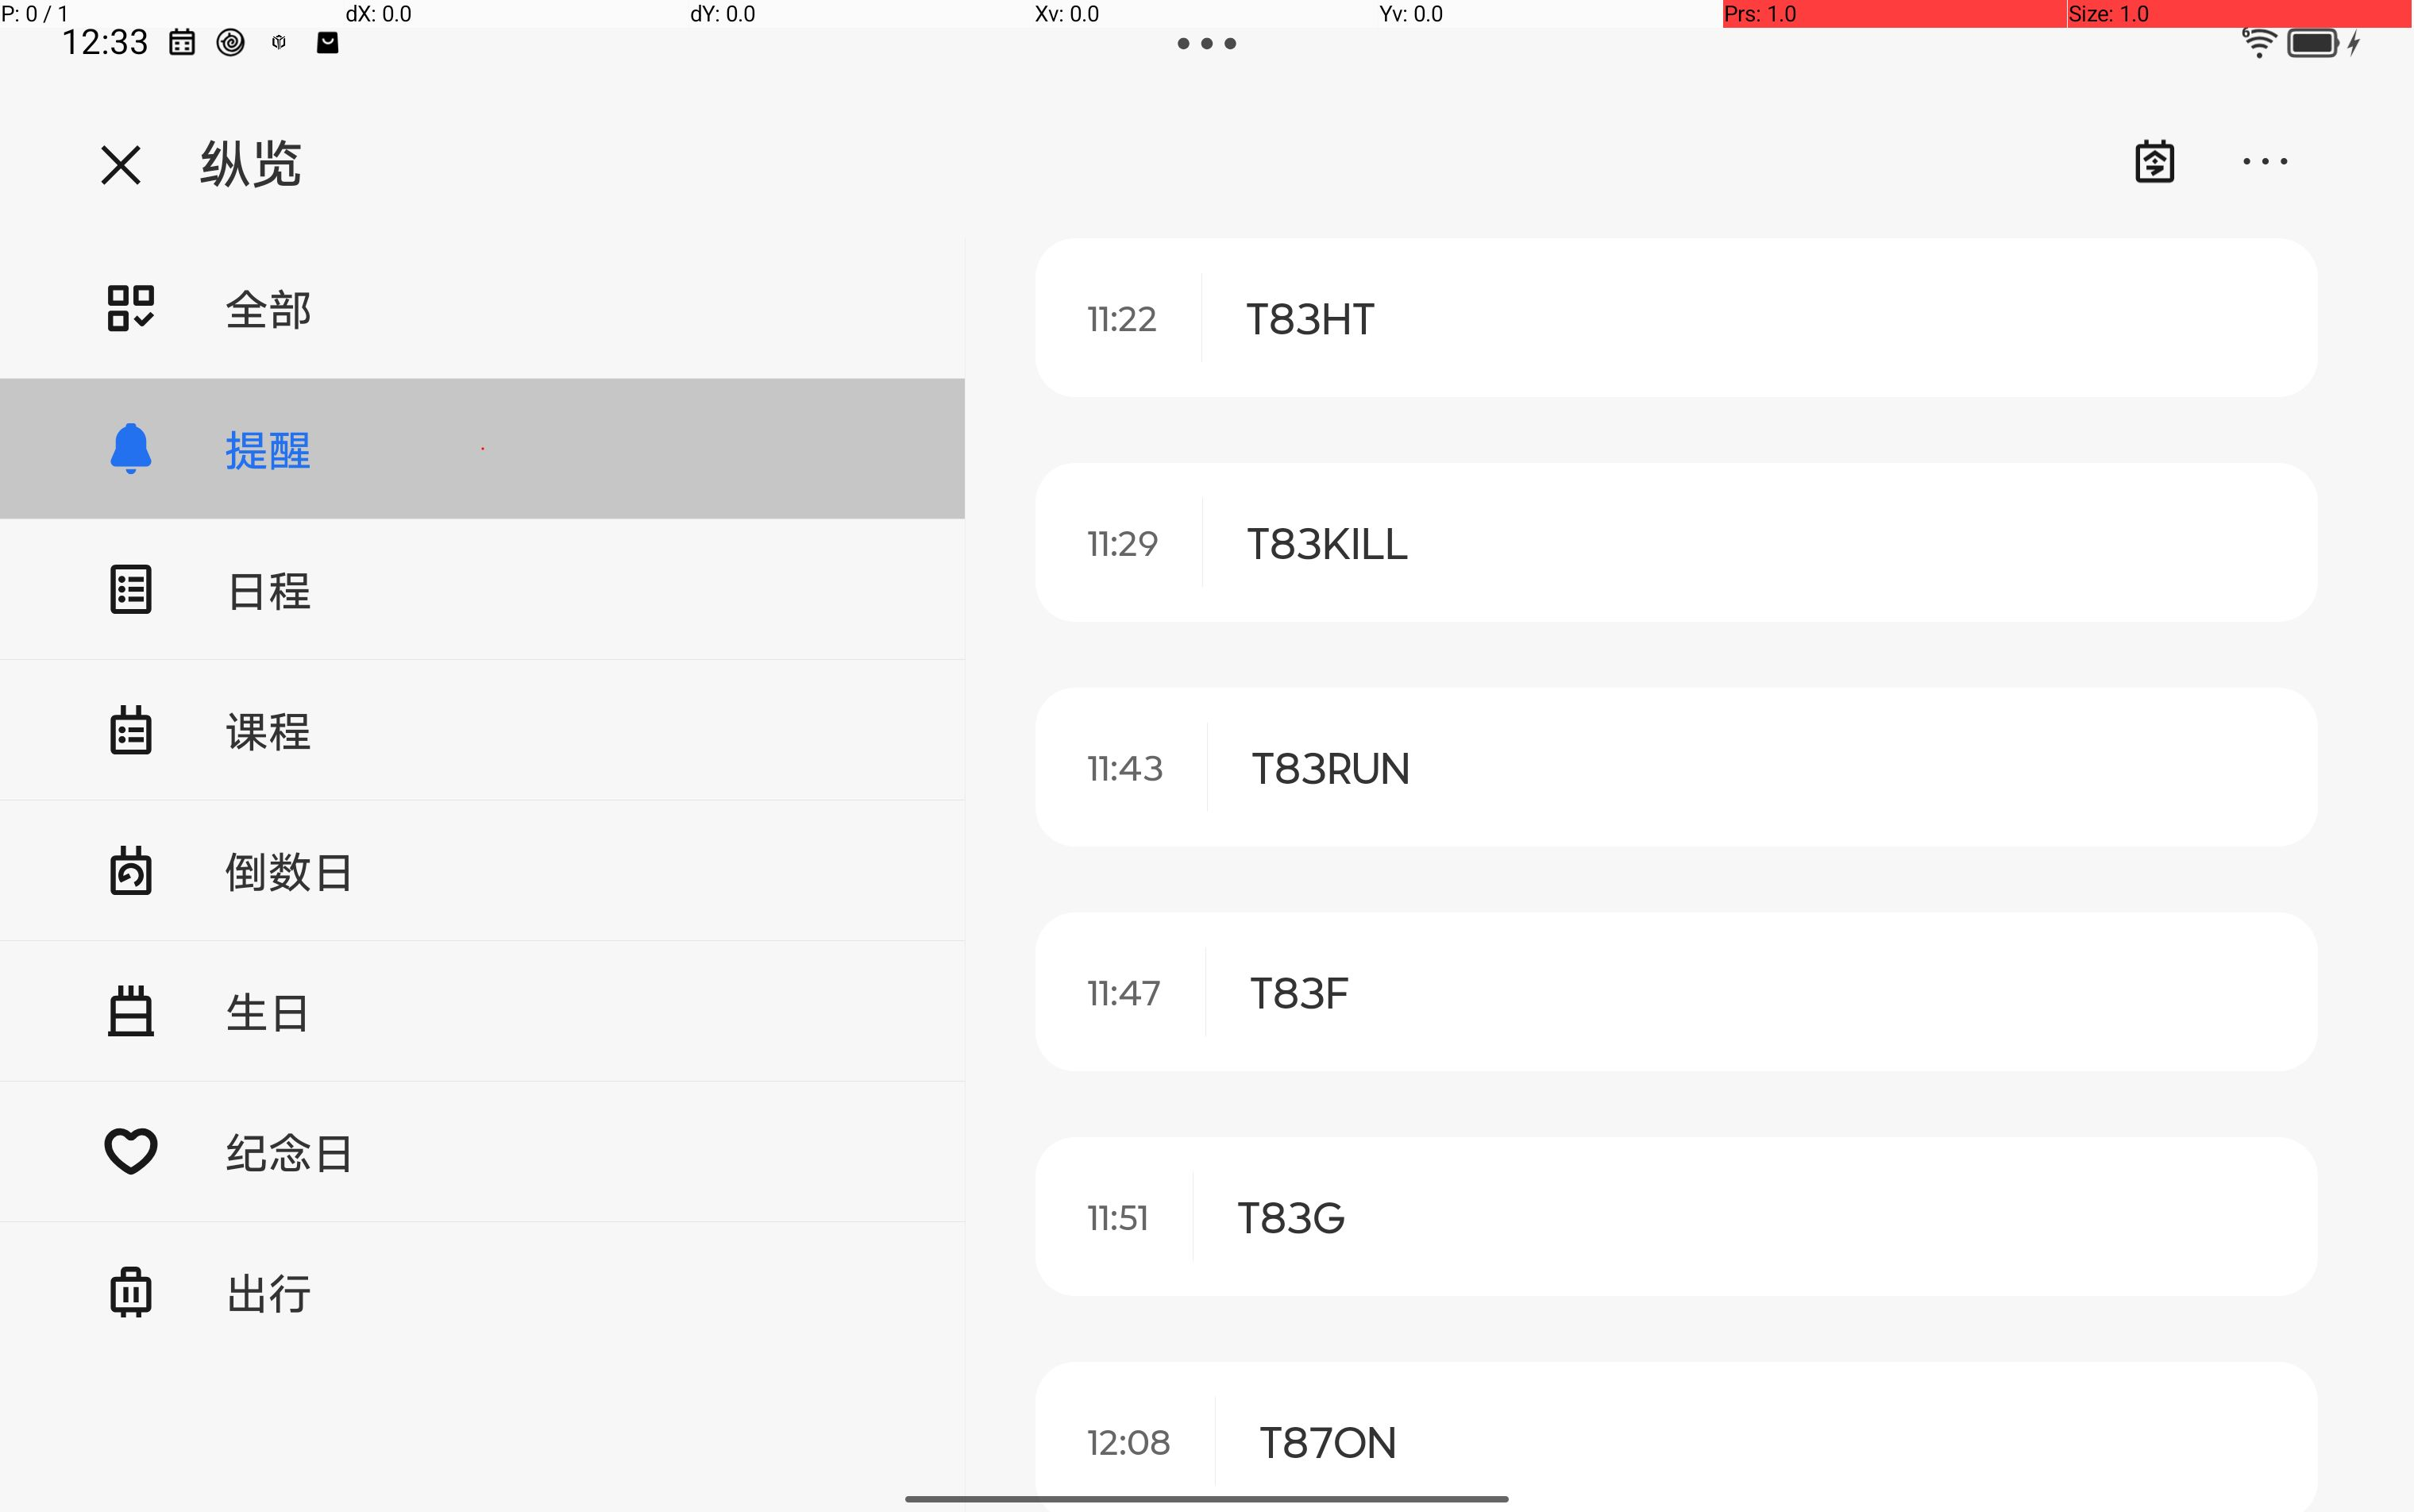 P: 0 / 1 dX: 0.0 dY: 0.0 Xv: 0.0 Yv: 0.0 Prs: 1.0 Size: 1.0
12:33 6
纵览 今
全部
提醒
日程
课程
倒数日
生日
纪念日
出行
11:22 T83HT
11:29 T83KILL
11:43 T83RUN
11:47 T83F
11:51 T83G
12:08 T87ON